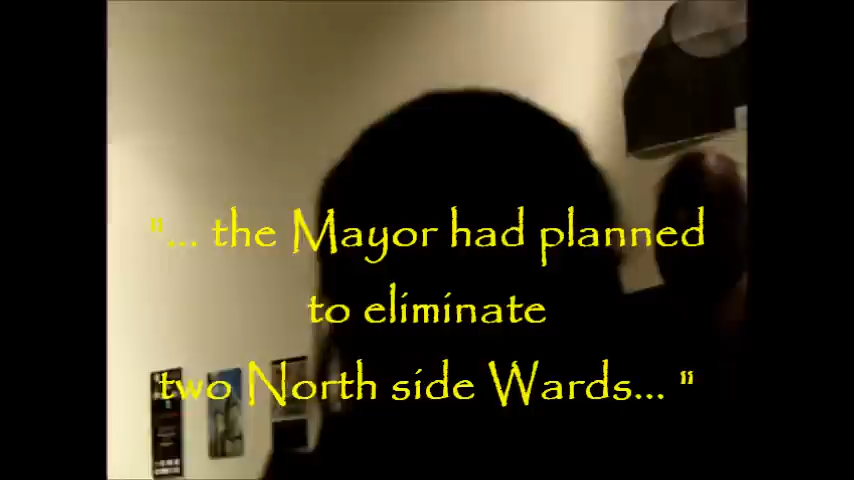 "... the Mayor had planned
to eliminate
two North side Wards... "